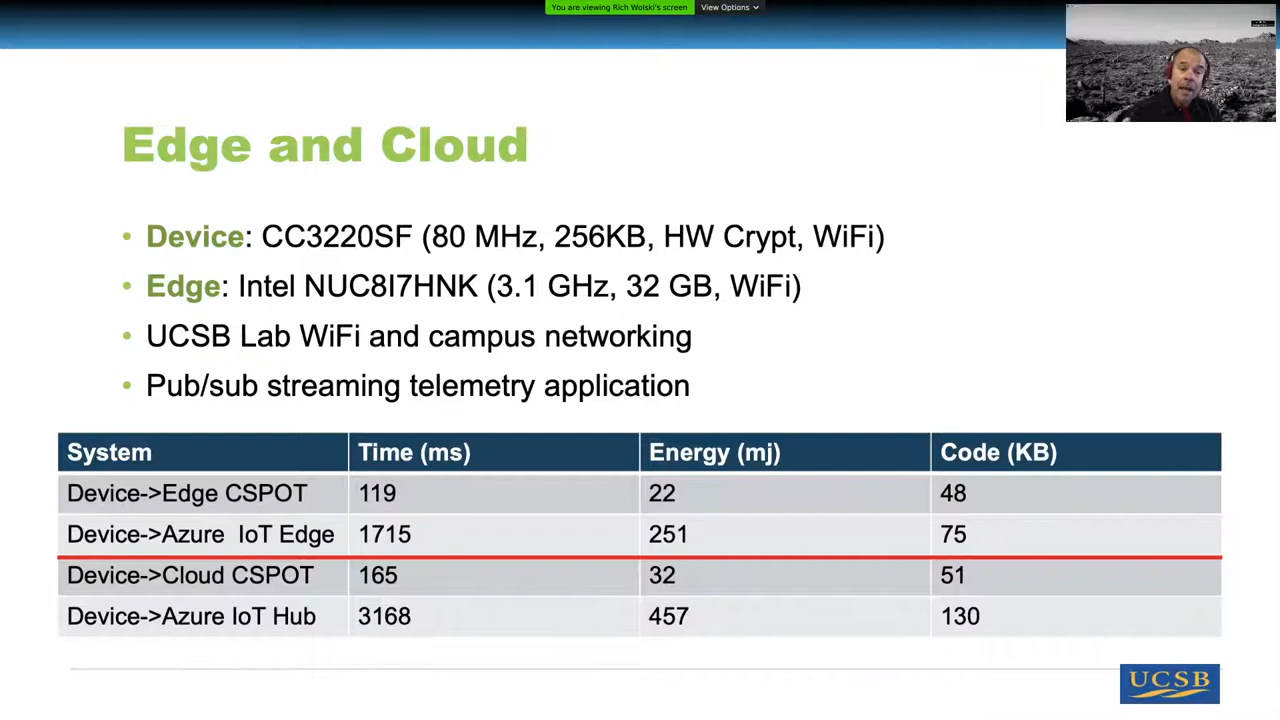 You are viewing Rich Wolski's screen View Options
Edge and Cloud
• Device: CC3220SF (80 MHz, 256KB, HW Crypt, WiFi)
• Edge: Intel NUC8I7HNK (3.1 GHz, 32 GB, WiFi)
• UCSB Lab WiFi and campus networking
• Pub/sub streaming telemetry application
System Time (ms) Energy (mj) Code (KB)
Device->Edge CSPOT 119 22 48
Device->Azure IoT Edge 1715 251 75
Device->Cloud CSPOT 165 32 51
Device->Azure IoT Hub 3168 457 130
UCSB